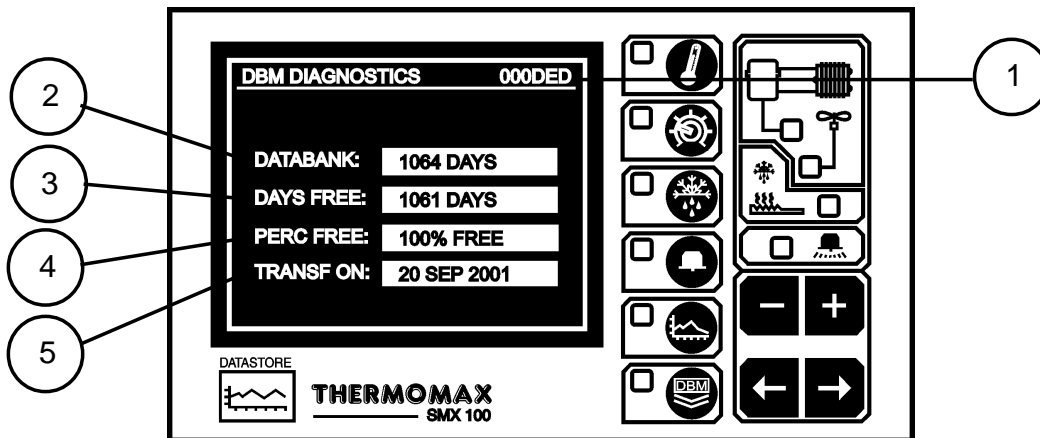 DBM DIAGNOSTICS 000DED
DATABANK: 1064 DAYS
DAYS FREE: 1061 DAYS
PERC FREE: 100% FREE
TRANSF ON: 20 SEP 2001
DATASTORE
THERMOMAX
SMX 100
DBM
− +
← →
1
2
3
4
5